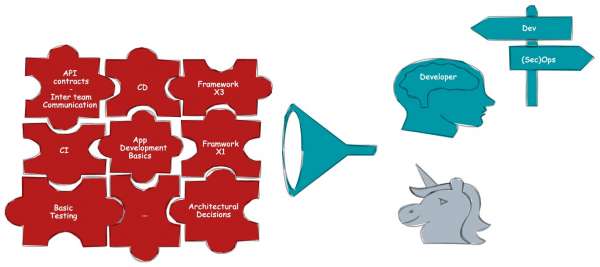 API
contracts
-
Inter team
Communication
CD
Framework
X3
CI
App
Development
Basics
Framwork
X1
Basic
Testing
...
Architectural
Decisions
Developer
Dev
(Sec)Ops